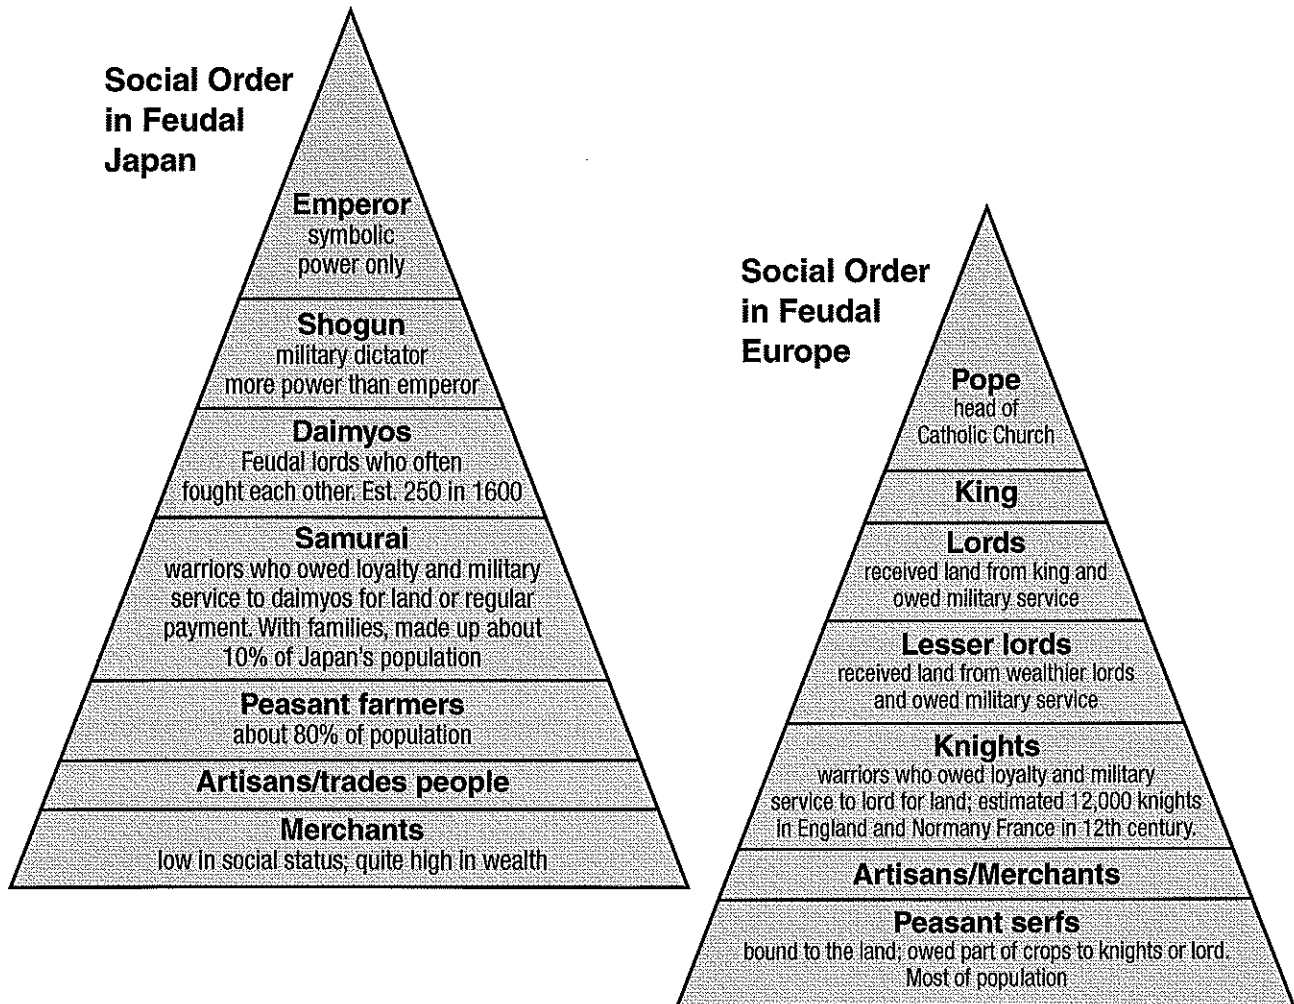 Social Order
in Feudal
Japan
Emperor
symbolic
power only
Shogun
military dictator
more power than emperor
Daimyos
Feudal lords who often
fought each other. Est. 250 in 1600
Samurai
warriors who owed loyalty and military
service to daimyos for land or regular
payment. With families, made up about
10% of Japan's population
Peasant farmers
about 80% of population
Artisans/trades people
Merchants
low in social status; quite high in wealth
Social Order
in Feudal
Europe
Pope
head of
Catholic Church
King
Lords
received land from king and
owed military service
Lesser lords
received land from wealthier lords
and owed military service
Knights
warriors who owed loyalty and military
service to lord for land; estimated 12,000 knights
in England and Normany France in 12th century.
Artisans/Merchants
Peasant serfs
bound to the land; owed part of crops to knights or lord.
Most of population